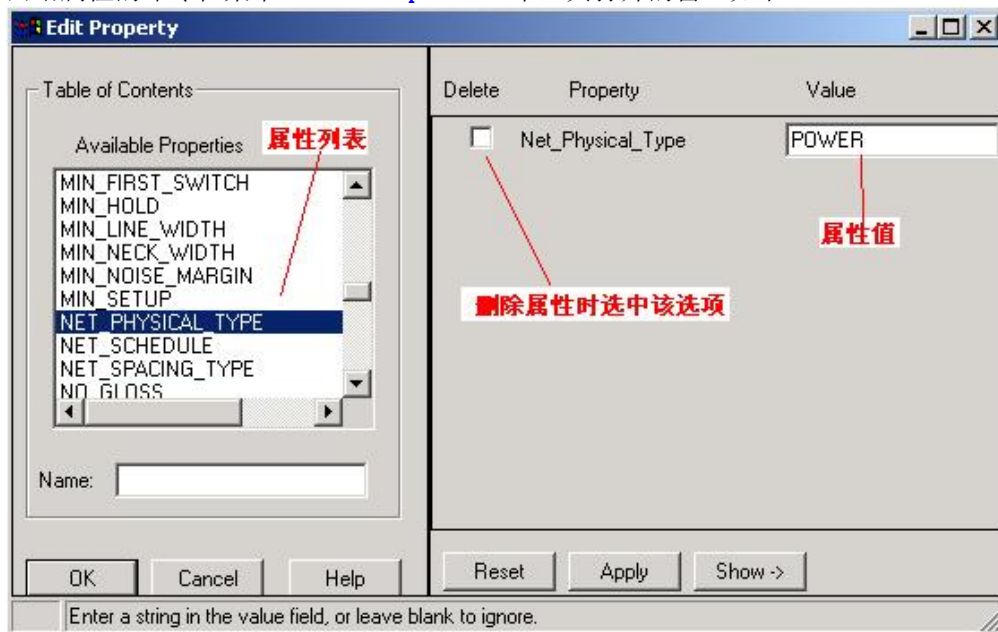 Edit Property
Table of Contents
Available Properties
属性列表
MIN_FIRST_SWITCH
MIN_HOLD
MIN_LINE_WIDTH
MIN_NECK_WIDTH
MIN_NOISE_MARGIN
MIN_SETUP
NET_PHYSICAL_TYPE
NET_SCHEDULE
NET_SPACING_TYPE
NO_GLOSS
Name:
OK Cancel Help
Delete Property Value
Net_Physical_Type POWER
属性值
删除属性时选中该选项
Reset Apply Show ->
Enter a string in the value field, or leave blank to ignore.